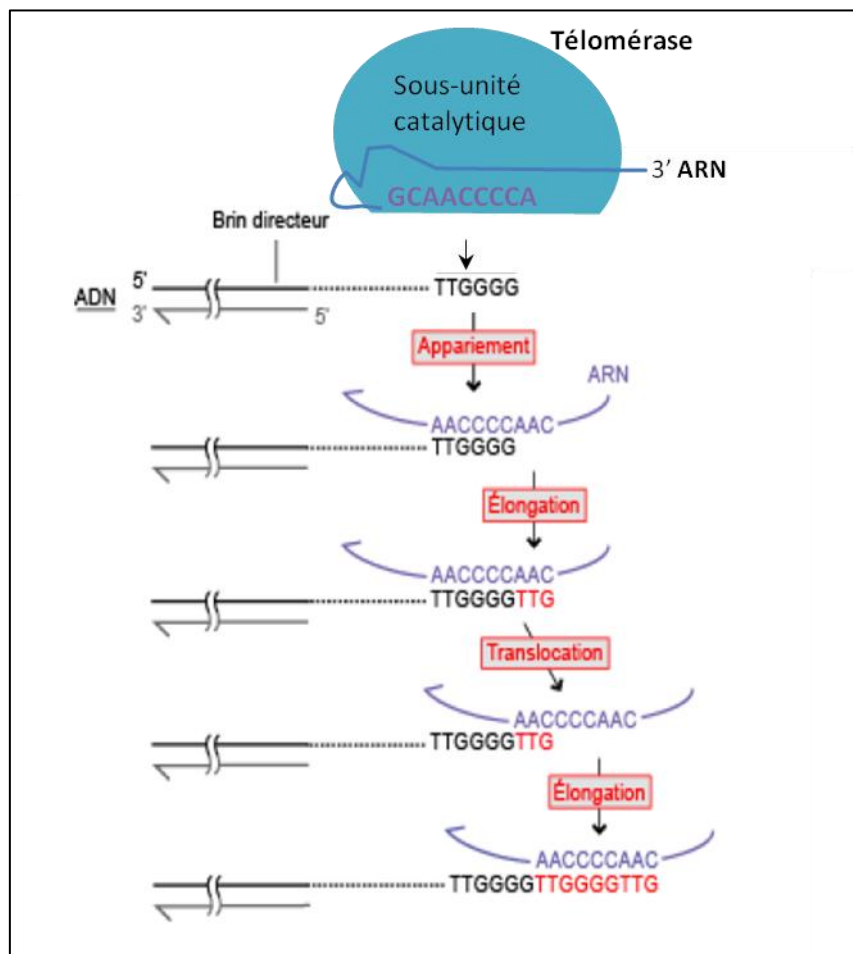 Télomérase
Sous-unité
catalytique
3' ARN
GCAACCCCA
Brin directeur
5'
TTGGGG
ADN
3'
5'
Appariement
ARN
AACCCCAAC
TTGGGG
Élongation
AACCCCAAC
TTGGGGTTG
Translocation
AACCCCAAC
TTGGGGTTG
Élongation
AACCCCAAC
TTGGGGTTGGGGTTG